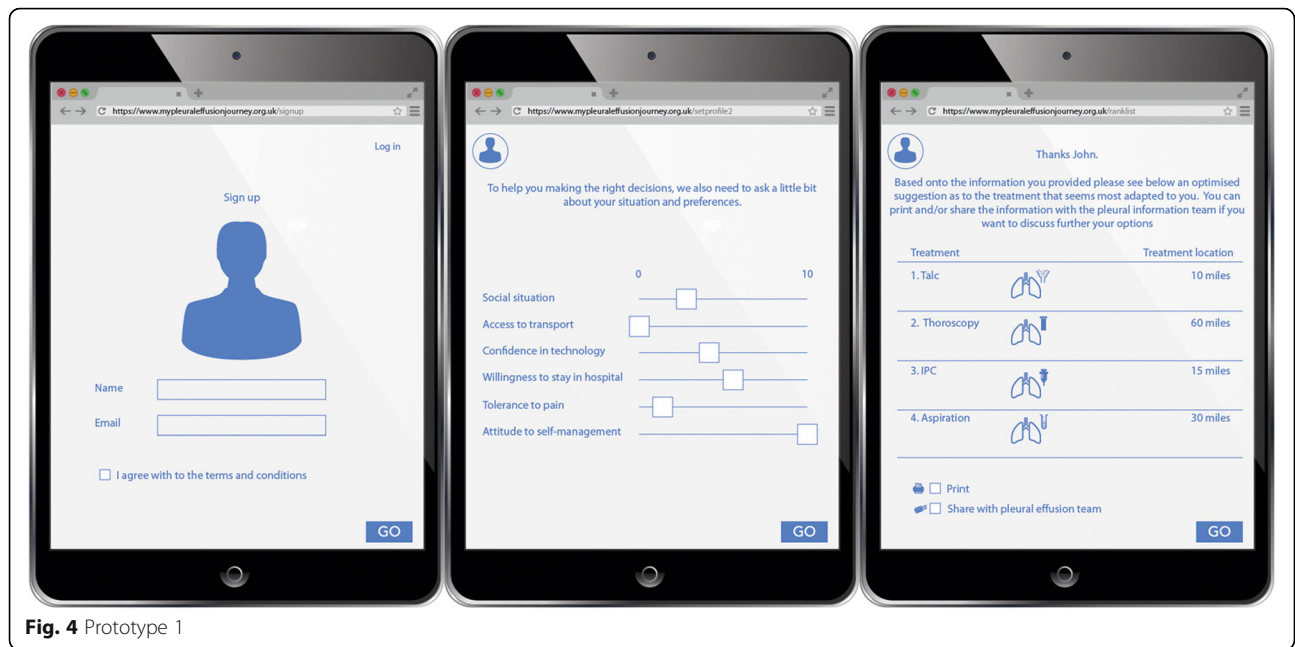 https://www.mypleuraleffusionjourney.org.uk/signup
Log in
Sign up
Name
Email
I agree with to the terms and conditions
GO
https://www.mypleuraleffusionjourney.org.uk/setprofile2
To help you making the right decisions, we also need to ask a little bit
about your situation and preferences.
0 10
Social situation
Access to transport
Confidence in technology
Willingness to stay in hospital
Tolerance to pain
Attitude to self-management
GO
https://www.mypleuraleffusionjourney.org.uk/ranklist
Thanks John.
Based onto the information you provided please see below an optimised
suggestion as to the treatment that seems most adapted to you. You can
print and/or share the information with the pleural information team if you
want to discuss further your options
Treatment Treatment location
1. Talc 10 miles
2. Thoroscopy 60 miles
3. IPC 15 miles
4. Aspiration 30 miles
Print
Share with pleural effusion team
GO
Fig. 4 Prototype 1